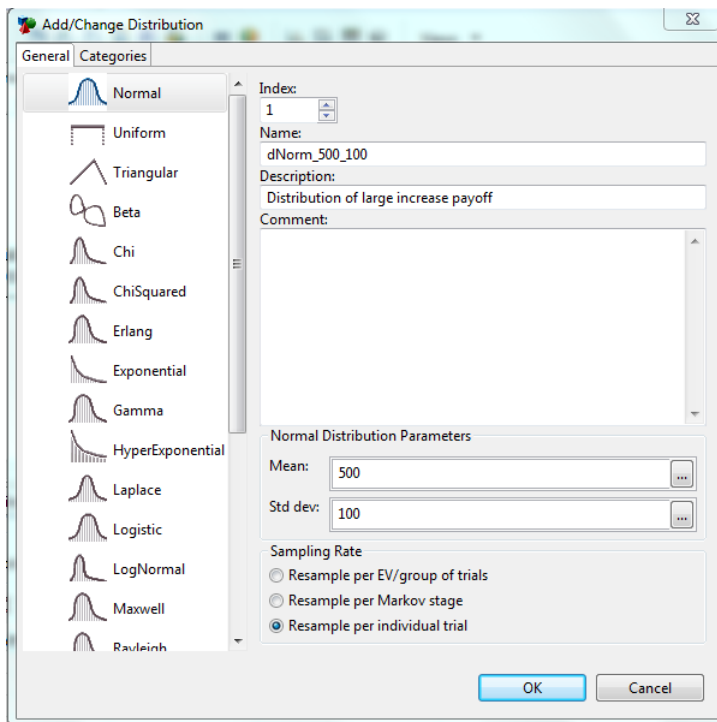 Add/Change Distribution
General Categories
Normal
Uniform
Triangular
Beta
Chi
ChiSquared
Erlang
Exponential
Gamma
HyperExponential
Laplace
Logistic
LogNormal
Maxwell
Rayleigh
Index:
1
Name:
dNorm_500_100
Description:
Distribution of large increase payoff
Comment:
Normal Distribution Parameters
Mean: 500 ...
Std dev: 100 ...
Sampling Rate
Resample per EV/group of trials
Resample per Markov stage
Resample per individual trial
OK Cancel